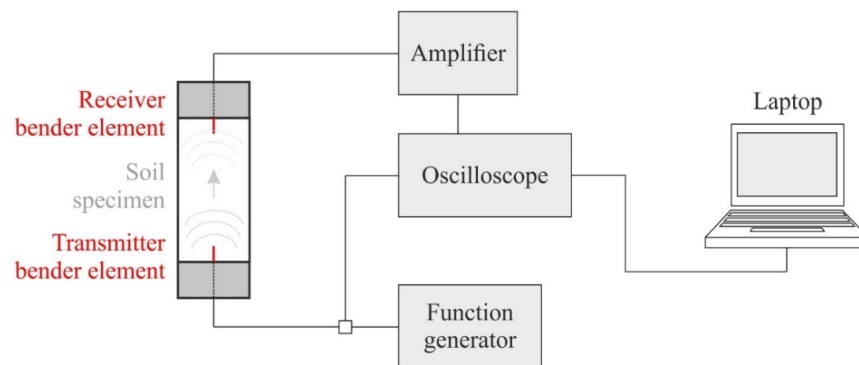 Amplifier
Receiver
bender element
Laptop
Soil
specimen
Oscilloscope
Transmitter
bender element
Function
generator